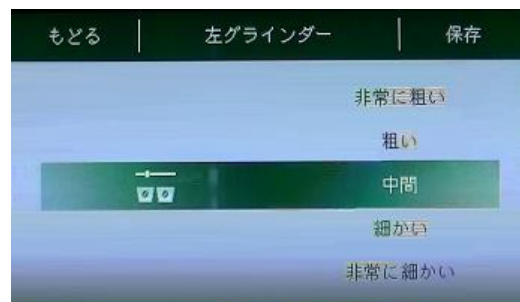 もどる 左グラインダー 保存
非常に粗い
粗い
中間
細かい
非常に細かい